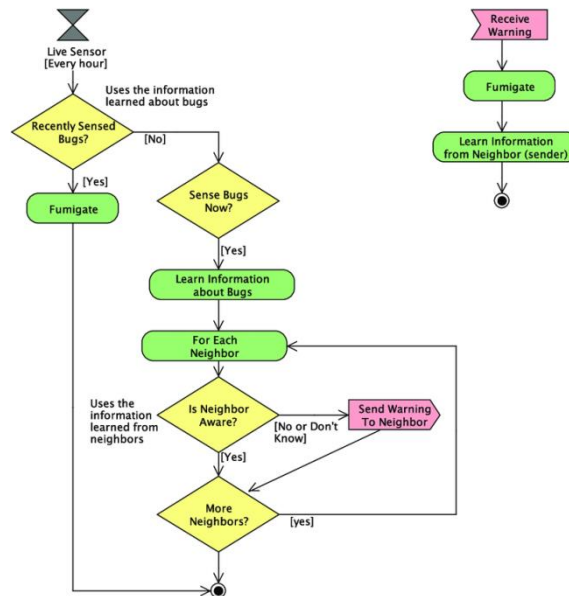 Live Sensor
[Every hour]
Uses the information
learned about bugs
Recently Sensed
Bugs?
[No]
[Yes]
Fumigate
Sense Bugs
Now?
[Yes]
Learn Information
about Bugs
For Each
Neighbor
Uses the
information
learned from
neighbors
Is Neighbor
Aware?
[No or Don't
Know]
Send Warning
To Neighbor
[Yes]
More
Neighbors?
[yes]
Receive
Warning
Fumigate
Learn Information
from Neighbor (sender)